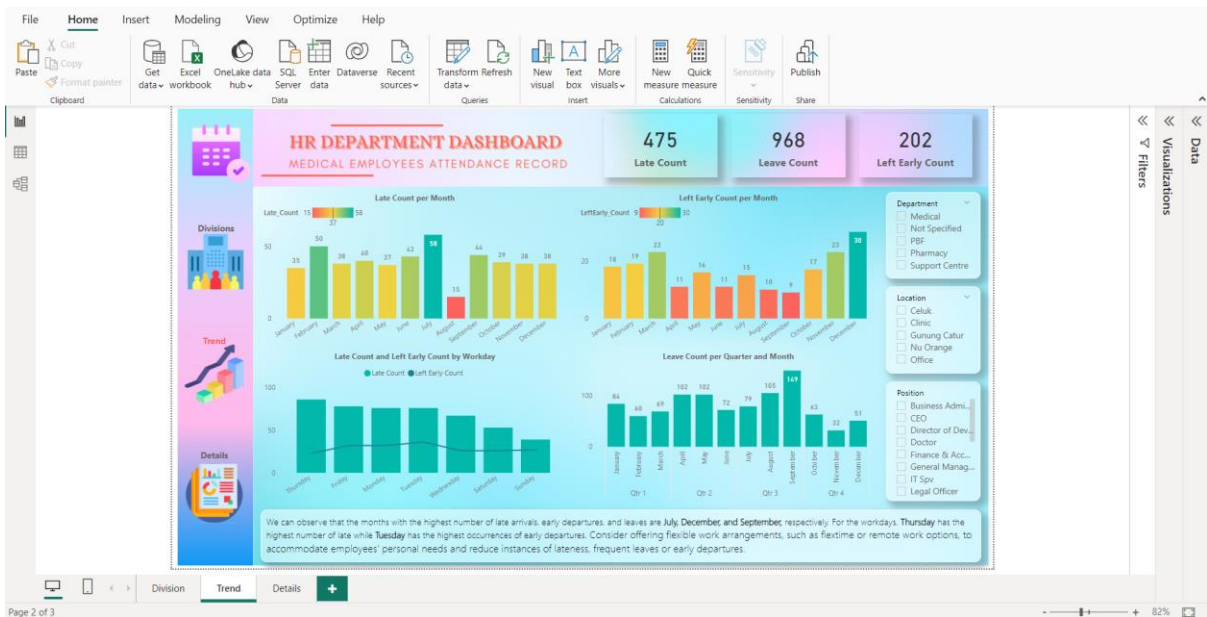 File Home Insert Modeling View Optimize Help
Paste
Cut
Copy
Format painter
Clipboard
Get data
Excel workbook
OneLake data hub
SQL Server
Enter data
Dataverse
Recent sources
Data
Transform data
Refresh
Queries
New visual
Text box
More visuals
Insert
New measure
Quick measure
Calculations
Sensitivity
Sensitivity
Publish
Share
HR DEPARTMENT DASHBOARD
MEDICAL EMPLOYEES ATTENDANCE RECORD
475
Late Count
968
Leave Count
202
Left Early Count
Filters
Visualizations
Data
Divisions
Trend
Details
Late Count per Month
Late_Count 15 58
37
50
0
35 50 38 40 37 42 58 15 44 39 38 38
January February March April May June July August September October November December
Left Early Count per Month
LeftEarly_Count 9 30
20
20
0
18 19 23 11 16 11 15 10 9 17 23 30
January February March April May June July August September October November December
Late Count and Left Early Count by Workday
Late Count Left Early Count
100
50
0
Thursday Friday Monday Tuesday Wednesday Saturday Sunday
Leave Count per Quarter and Month
100
0
84 60 69 102 102 72 79 105 149 63 32 51
January February March April May June July August September October November December
Qtr 1 Qtr 2 Qtr 3 Qtr 4
Department
Medical
Not Specified
PBF
Pharmacy
Support Centre
Location
Celuk
Clinic
Gunung Catur
Nu Orange
Office
Position
Business Admi...
CEO
Director of Dev...
Doctor
Finance & Acc...
General Manag...
IT Spv
Legal Officer
We can observe that the months with the highest number of late arrivals, early departures, and leaves are July, December, and September, respectively. For the workdays, Thursday has the
highest number of late while Tuesday has the highest occurrences of early departures. Consider offering flexible work arrangements, such as flextime or remote work options, to
accommodate employees' personal needs and reduce instances of lateness, frequent leaves or early departures.
Division Trend Details +
Page 2 of 3
- + 82%